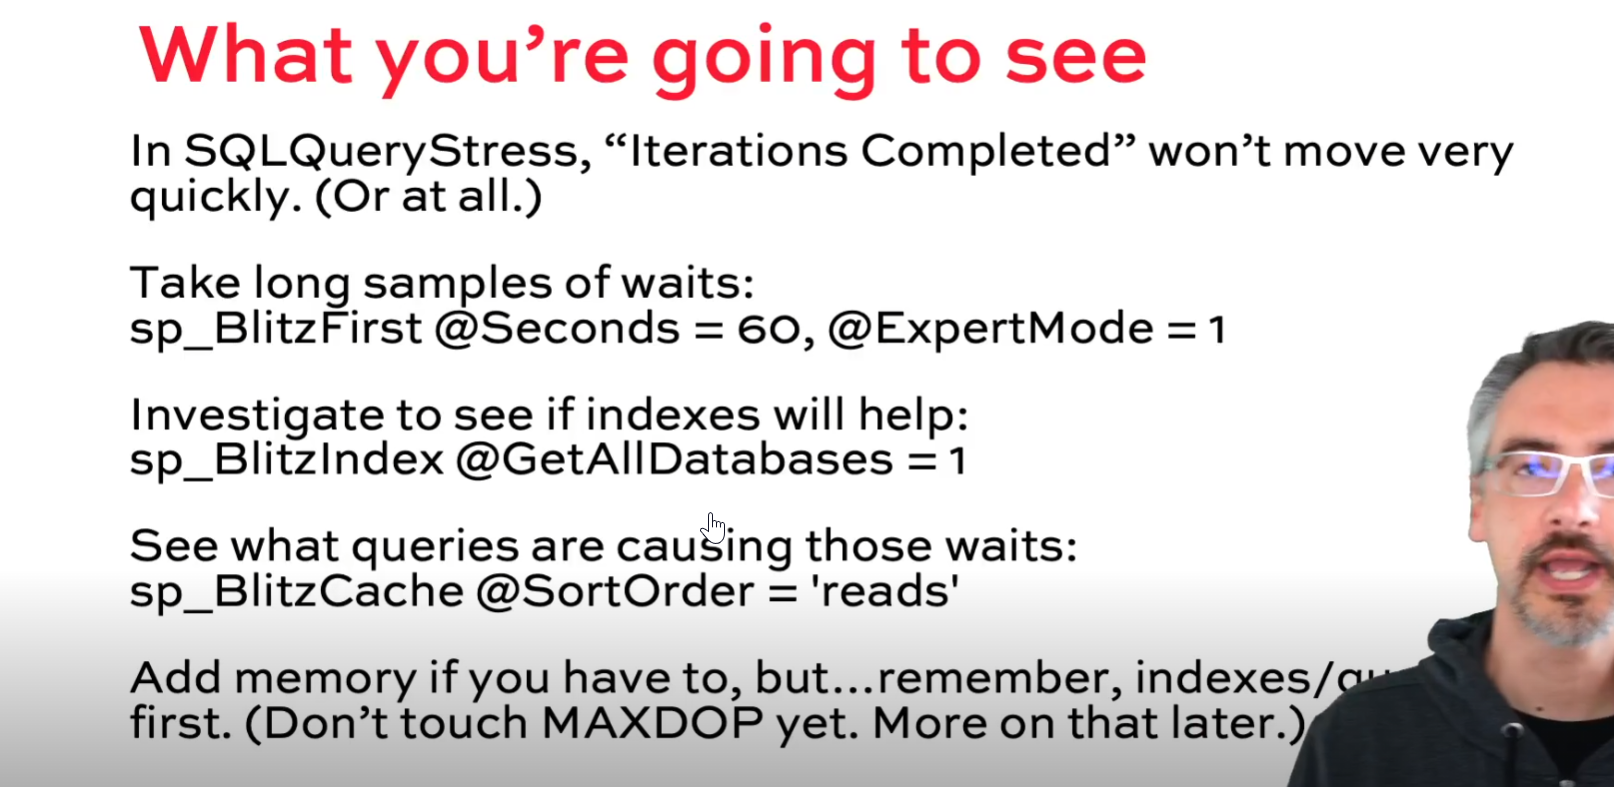 What you’re going to see
In SQLQueryStress, “Iterations Completed” won’t move very
quickly. (Or at all.)
Take long samples of waits:
sp_BlitzFirst @Seconds = 60, @ExpertMode = 1
Investigate to see if indexes will help:
sp_BlitzIndex @GetAllDatabases = 1
See what queries are causing those waits:
sp_BlitzCache @SortOrder = 'reads'
Add memory if you have to, but...remember, indexes/
first. (Don’t touch MAXDOP yet. More on that later.)